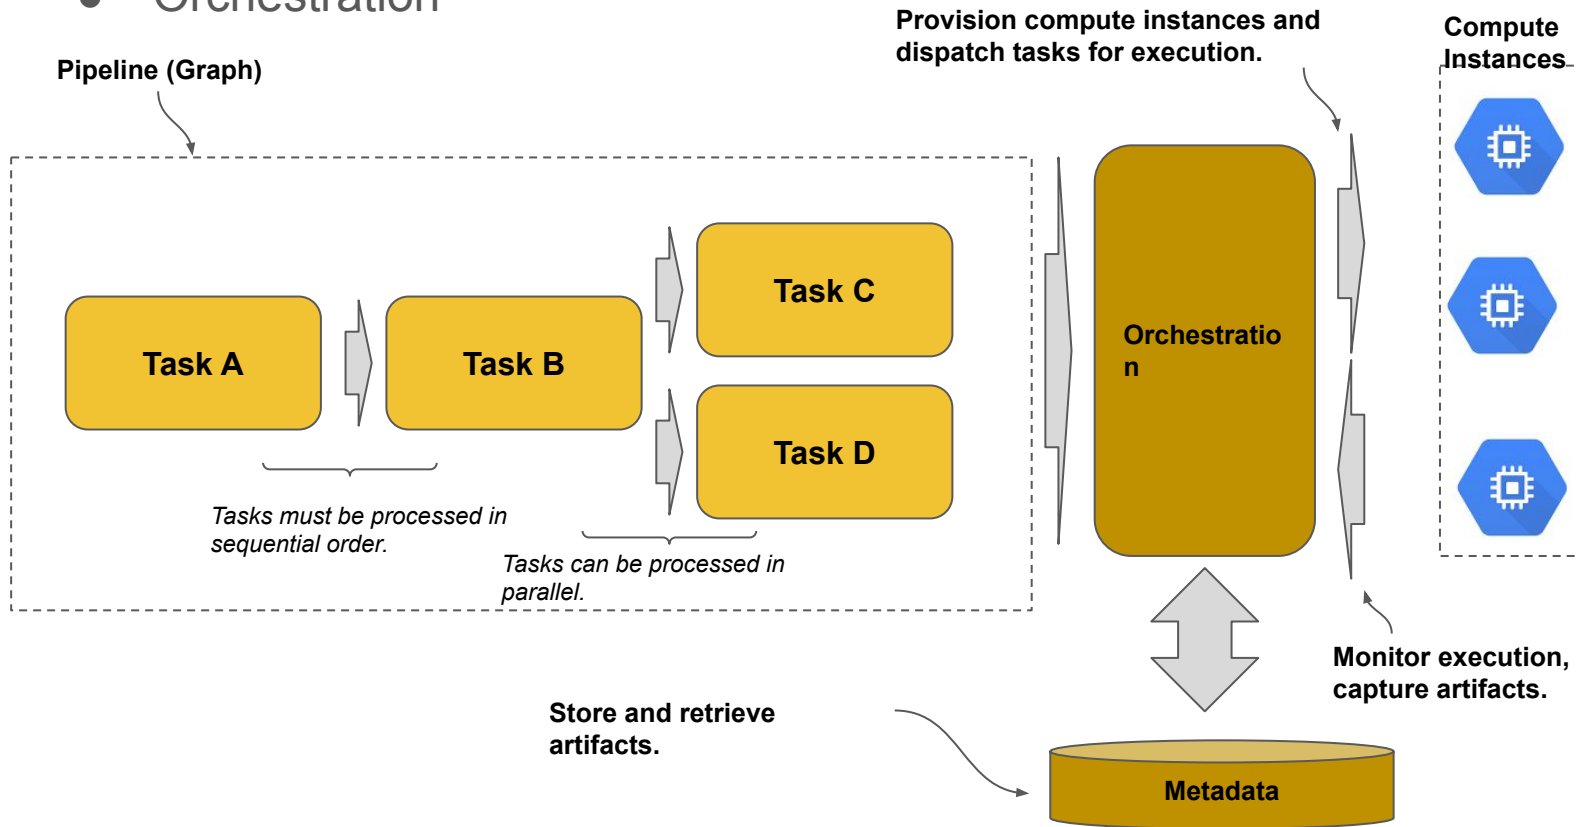 ● Orchestration
Provision compute instances and
dispatch tasks for execution.
Compute
Instances
Pipeline (Graph)
Task A
Task B
Task C
Task D
Tasks must be processed in
sequential order.
Tasks can be processed in
parallel.
Orchestratio
n
Monitor execution,
capture artifacts.
Store and retrieve
artifacts.
Metadata